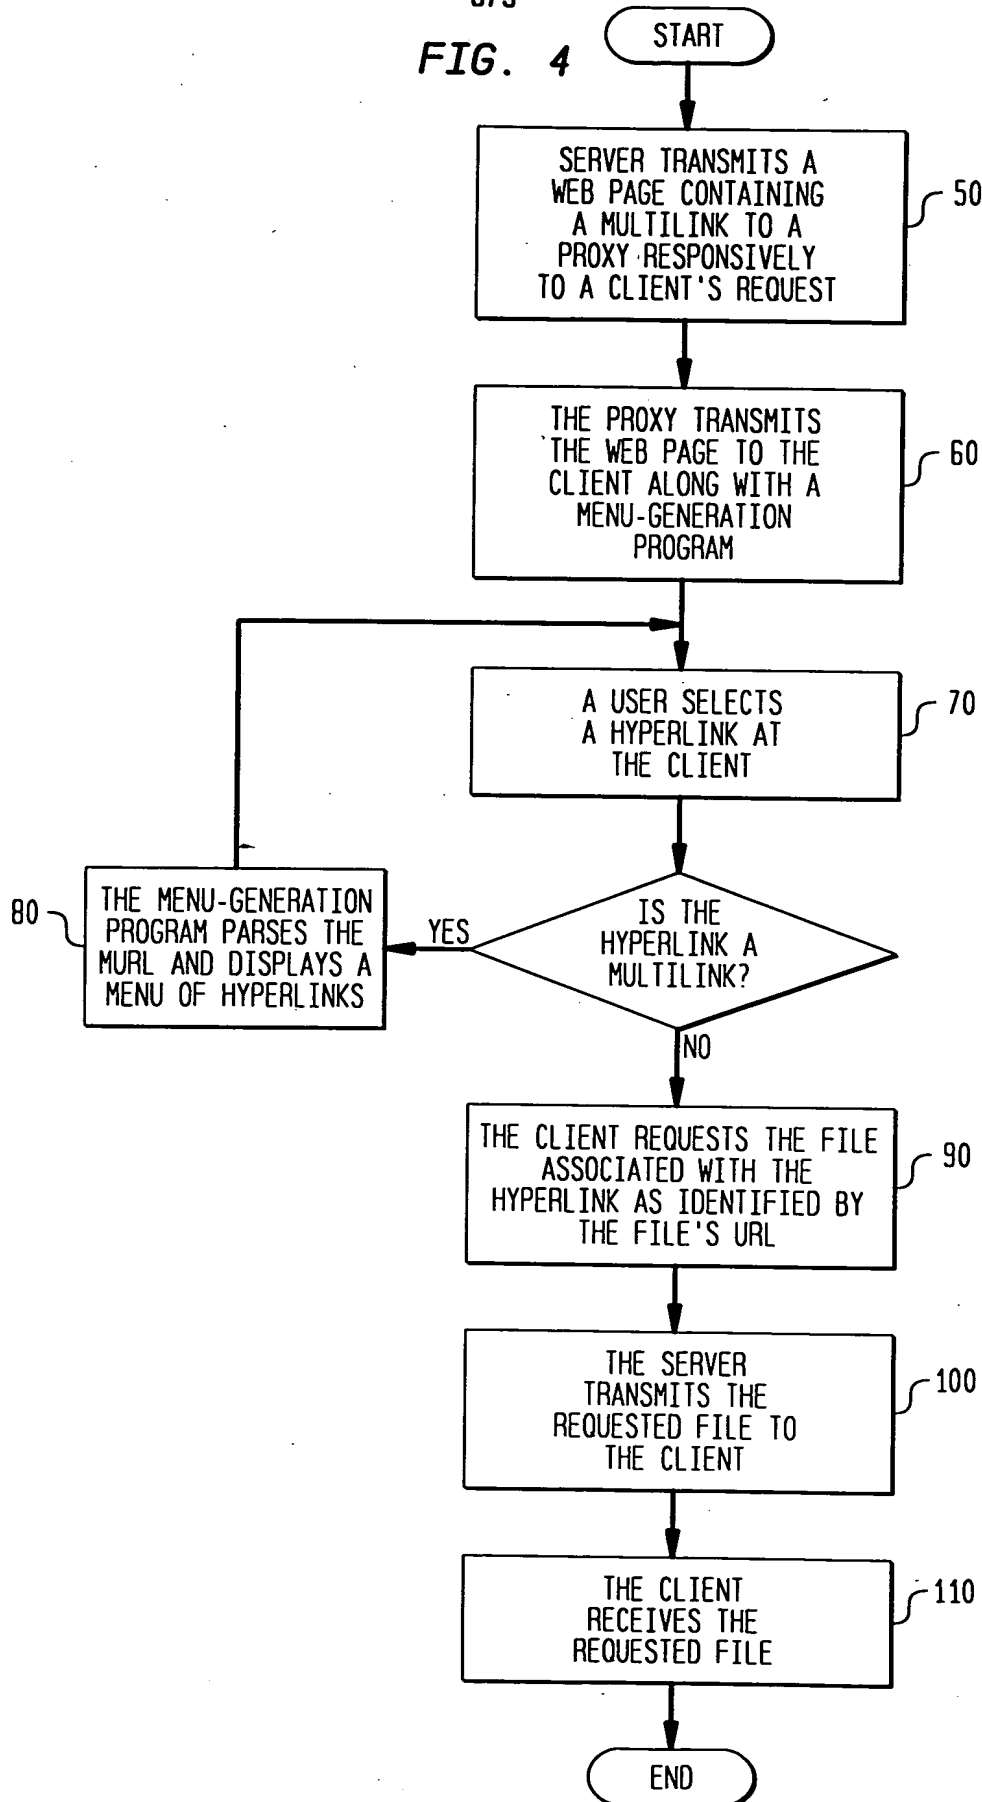 FIG. 4
START
SERVER TRANSMITS A
WEB PAGE CONTAINING
A MULTILINK TO A
PROXY RESPONSIVELY
TO A CLIENT'S REQUEST
50
THE PROXY TRANSMITS
THE WEB PAGE TO THE
CLIENT ALONG WITH A
MENU-GENERATION
PROGRAM
60
A USER SELECTS
A HYPERLINK AT
THE CLIENT
70
IS THE
HYPERLINK A
MULTILINK?
YES
80
THE MENU-GENERATION
PROGRAM PARSES THE
MURL AND DISPLAYS A
MENU OF HYPERLINKS
NO
THE CLIENT REQUESTS THE FILE
ASSOCIATED WITH THE
HYPERLINK AS IDENTIFIED BY
THE FILE'S URL
90
THE SERVER
TRANSMITS THE
REQUESTED FILE TO
THE CLIENT
100
THE CLIENT
RECEIVES THE
REQUESTED FILE
110
END